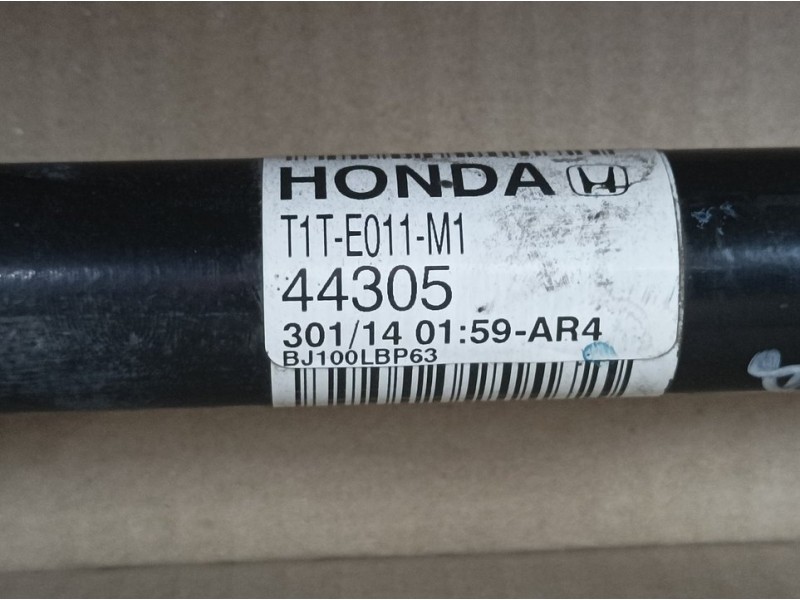 HONDA
T1T-E011-M1
44305
301/14 01:59-AR4
BJ100LBP63